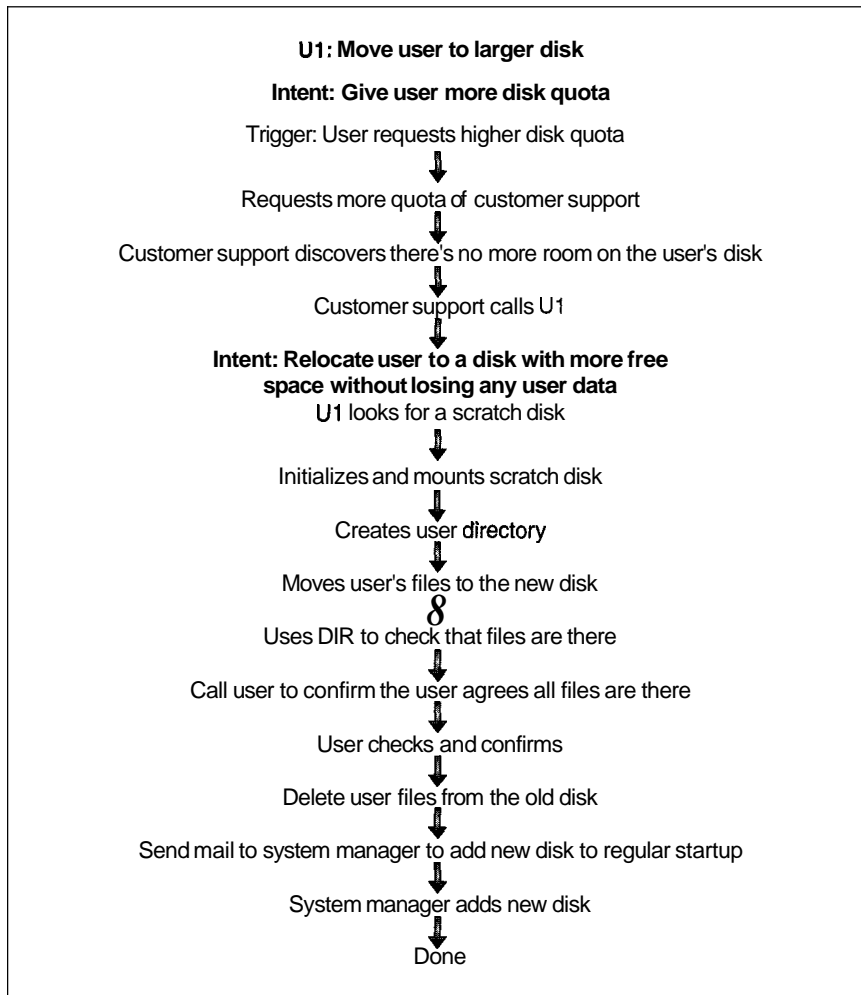 U1: Move user to larger disk
Intent: Give user more disk quota
Trigger: User requests higher disk quota
Requests more quota of customer support
Customer support discovers there's no more room on the user's disk
Customer support calls U1
Intent: Relocate user to a disk with more free
space without losing any user data
U1 looks for a scratch disk
Initializes and mounts scratch disk
Creates user directory
Moves user's files to the new disk
8
Uses DIR to check that files are there
Call user to confirm the user agrees all files are there
User checks and confirms
Delete user files from the old disk
Send mail to system manager to add new disk to regular startup
System manager adds new disk
Done